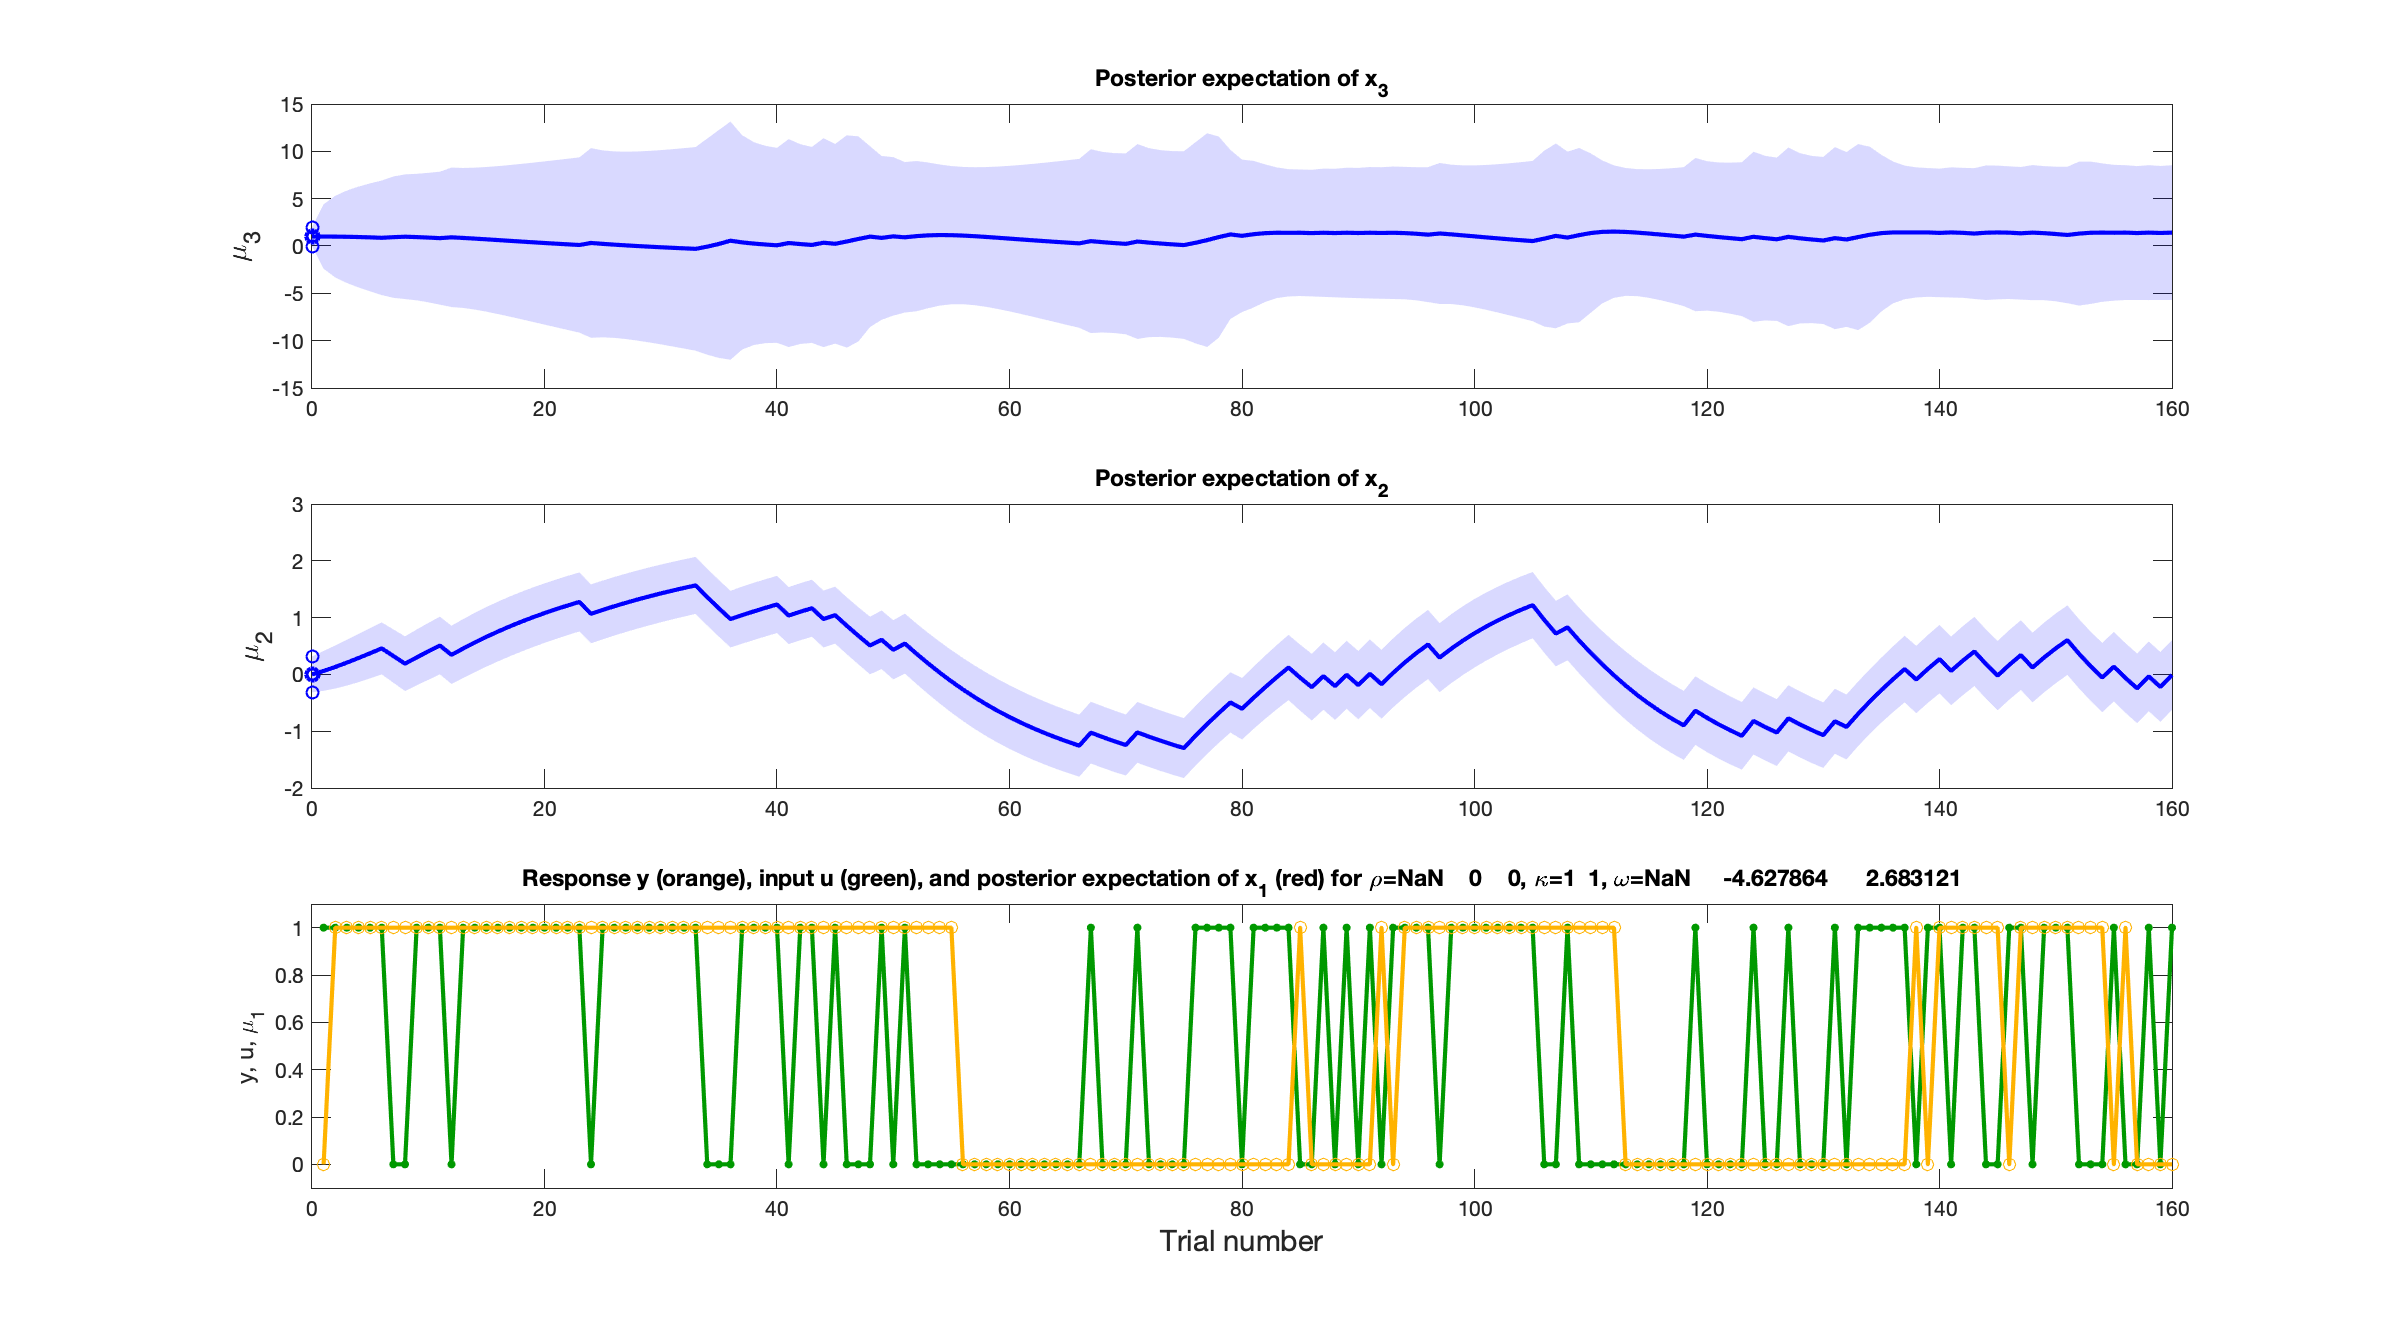 Posterior expectation of x3
15
10
5
0
-5
-10
-15
μ3
0 20 40 60 80 100 120 140 160
Posterior expectation of x2
3
2
1
0
-1
-2
μ2
0 20 40 60 80 100 120 140 160
Response y (orange), input u (green), and posterior expectation of x1 (red) for ρ=NaN 0 0, κ=1 1, ω=NaN -4.627864 2.683121
1
0.8
0.6
0.4
0.2
0
y, u, μ1
0 20 40 60 80 100 120 140 160
Trial number